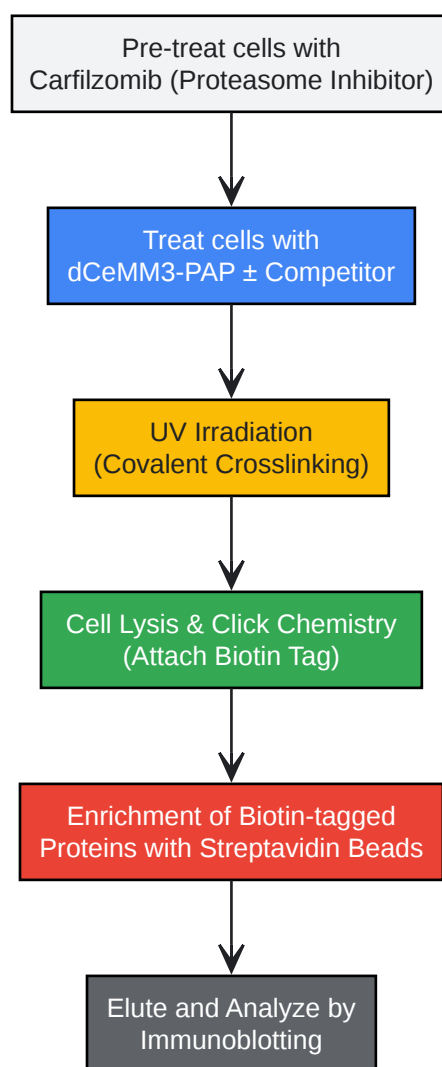 Pre-treat cells with
Carfilzomib (Proteasome Inhibitor)
Treat cells with
dCeMM3-PAP ± Competitor
UV Irradiation
(Covalent Crosslinking)
Cell Lysis & Click Chemistry
(Attach Biotin Tag)
Enrichment of Biotin-tagged
Proteins with Streptavidin Beads
Elute and Analyze by
Immunoblotting